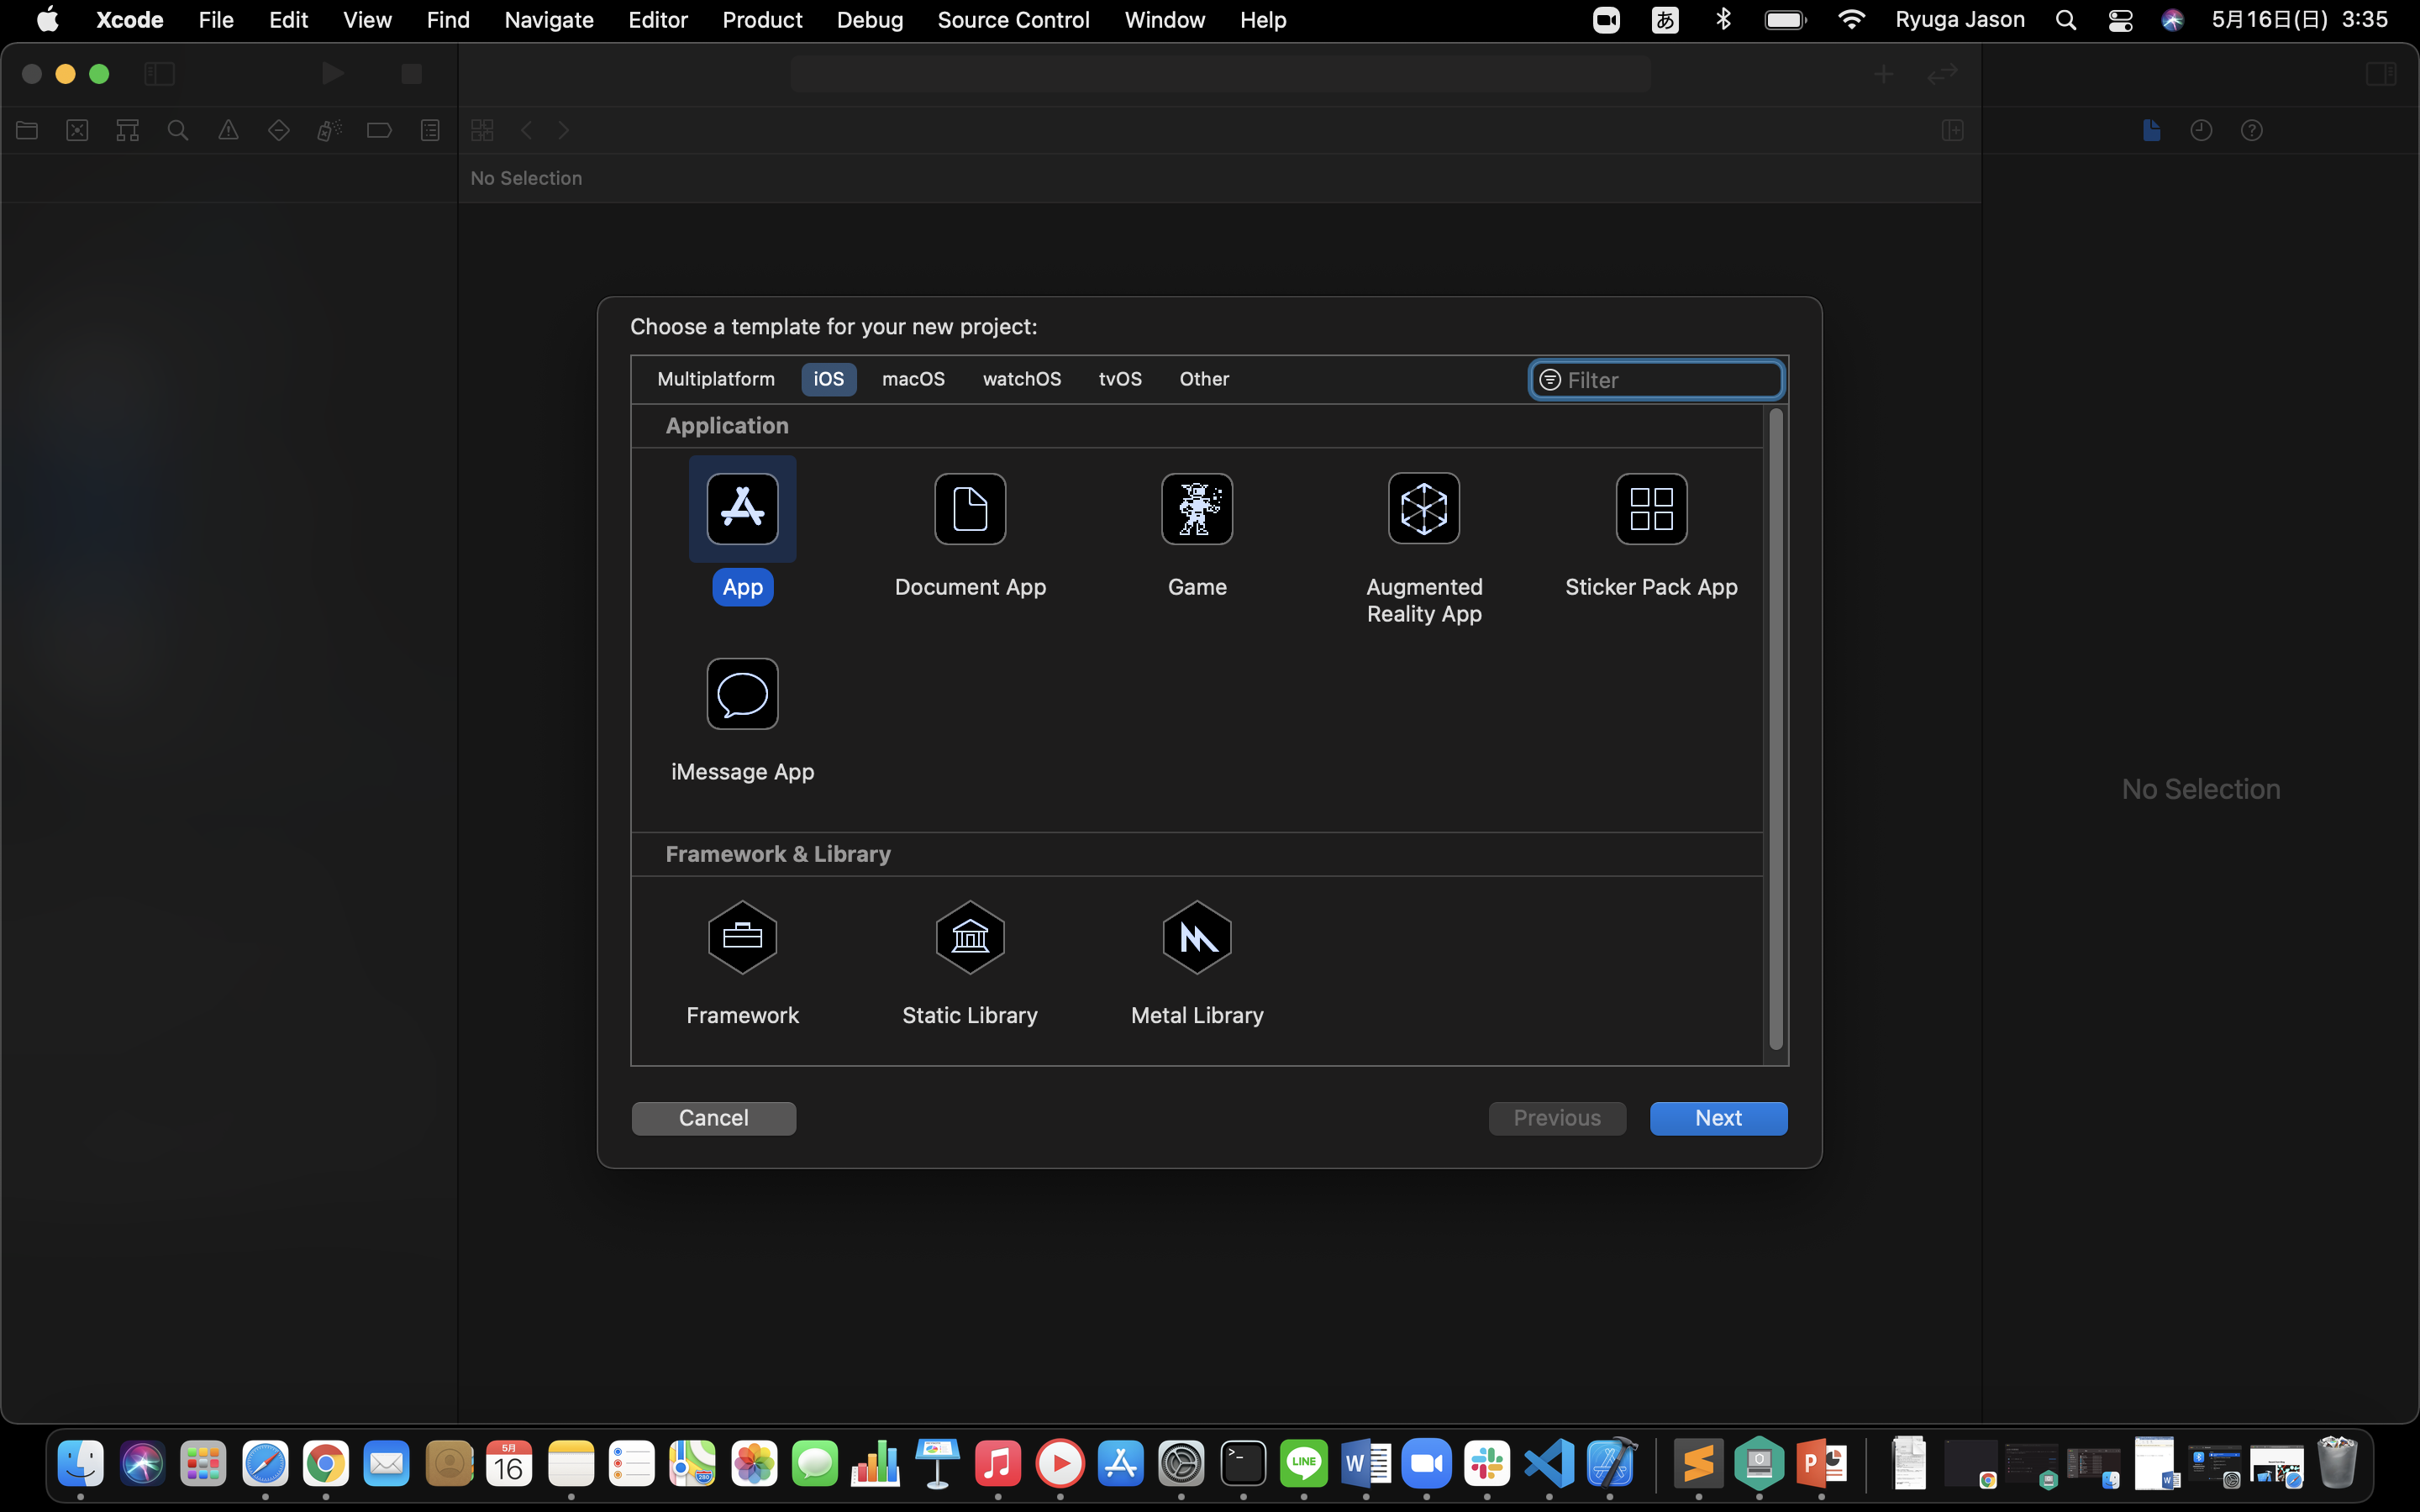 Xcode File Edit View Find Navigate Editor Product Debug Source Control Window Help あ Ryuga Jason 5月16日(日) 3:35
No Selection
Choose a template for your new project:
Multiplatform iOS macOS watchOS tvOS Other Filter
Application
App Document App Game Augmented Reality App Sticker Pack App
iMessage App
No Selection
Framework & Library
Framework Static Library Metal Library
Cancel Previous Next
5月
16
280
>_
LINE
W
P